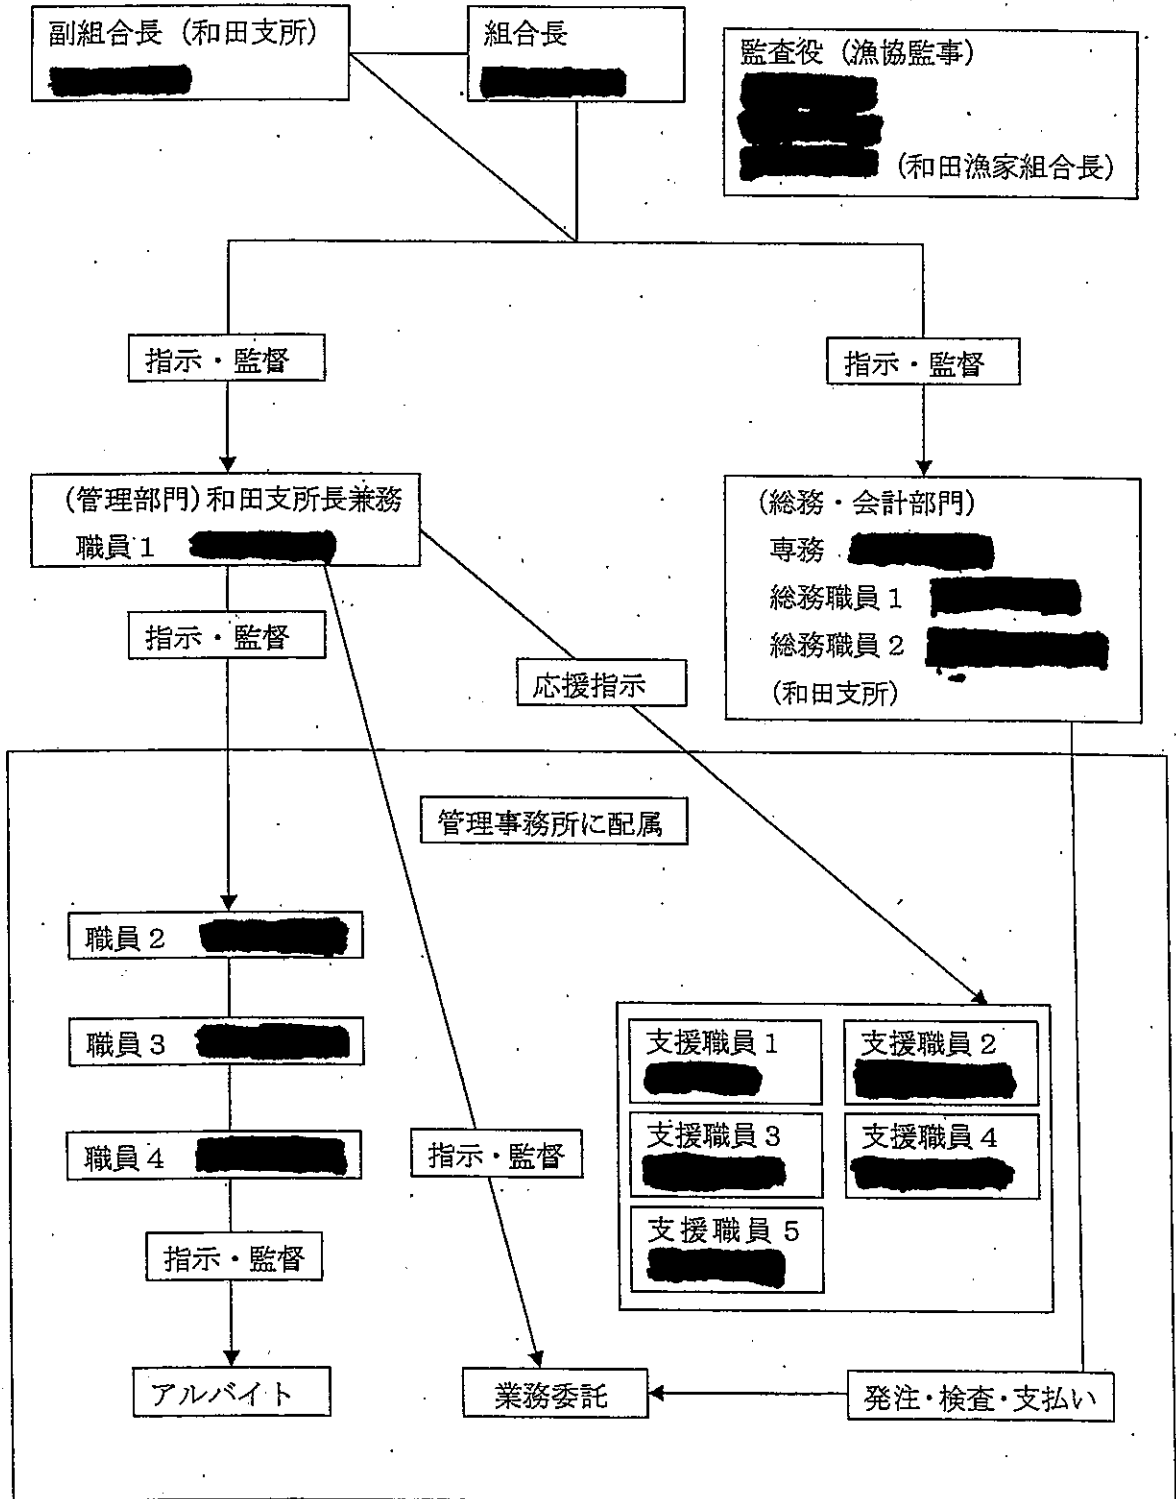 副組合長（和田支所）
組合長
監査役（漁協監事）
（和田漁家組合長）
指示・監督
指示・監督
（管理部門）和田支所長兼務
職員１
（総務・会計部門）
専務
総務職員１
総務職員２
（和田支所）
指示・監督
応援指示
管理事務所に配属
職員２
職員３
職員４
支援職員１
支援職員２
支援職員３
支援職員４
支援職員５
指示・監督
指示・監督
アルバイト
業務委託
発注・検査・支払い